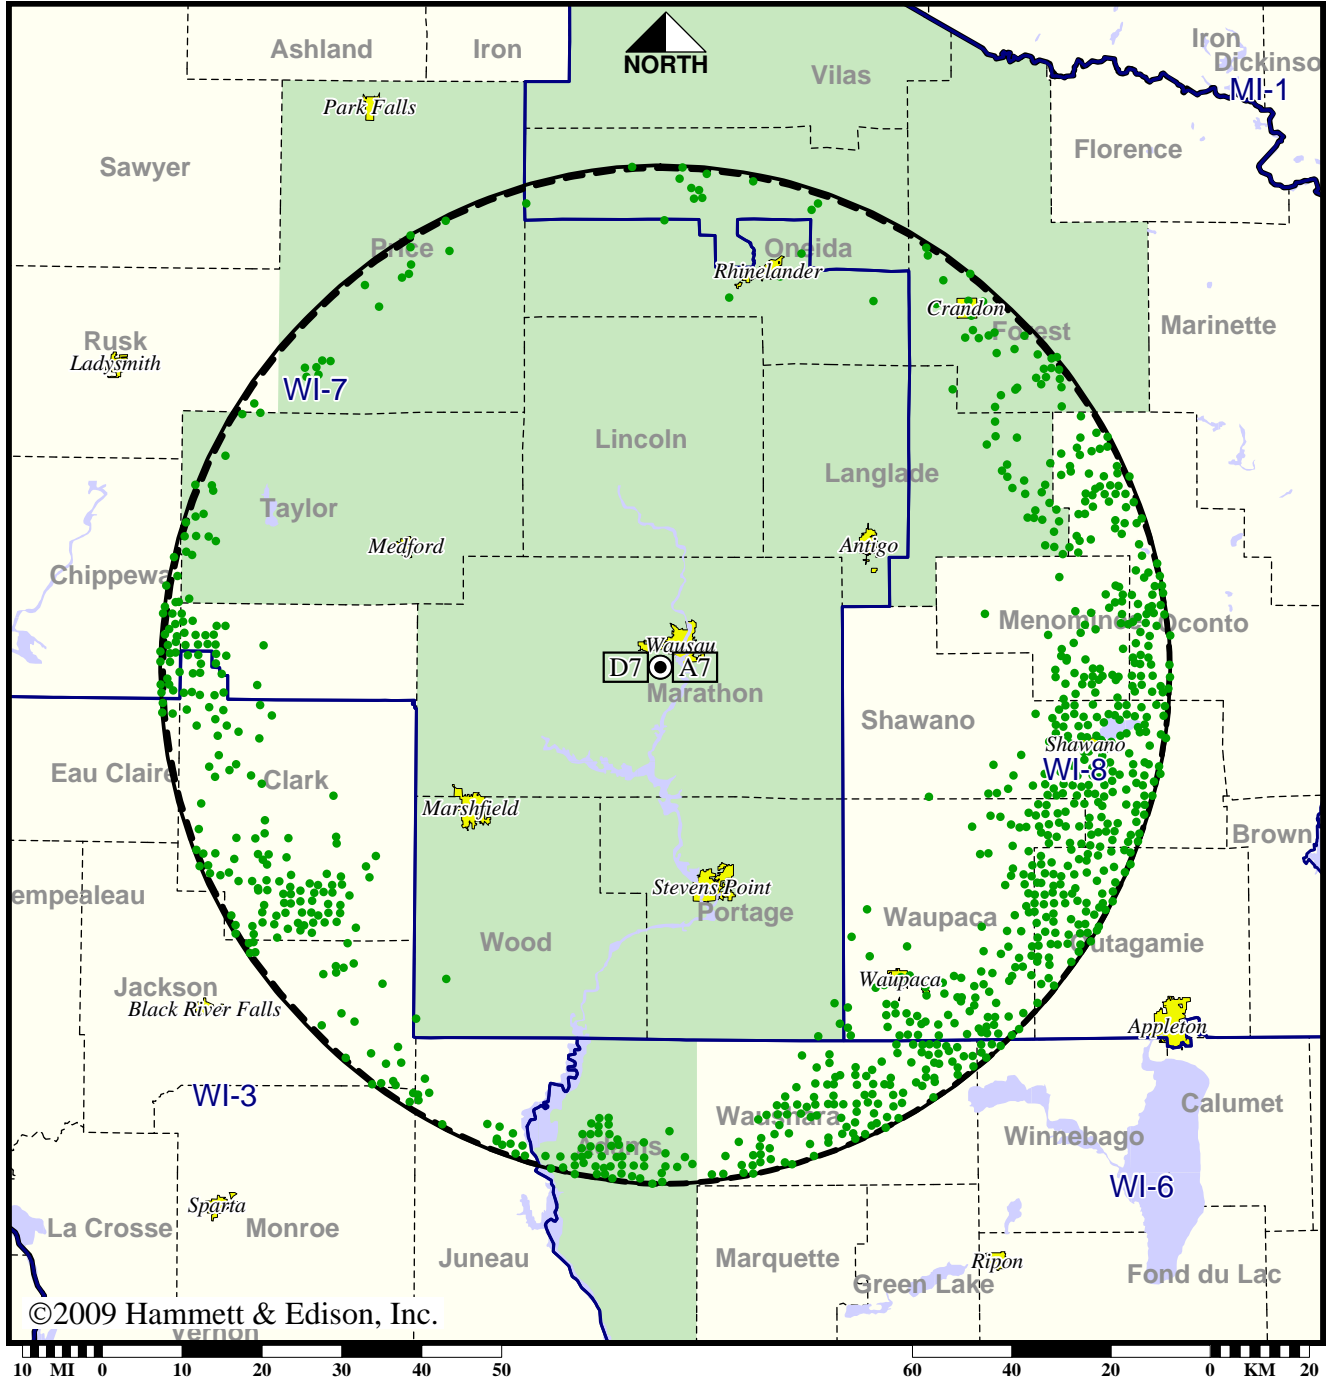 Ashland
Iron
NORTH
Vilas
Iron
Dickinso
MI-1
Park Falls
Sawyer
Florence
Price
Oneida
Rhinelander
Crandon
Forest
Marinette
Rusk
Ladysmith
WI-7
Lincoln
Langlade
Taylor
Medford
Antigo
Chippewa
Menominee
Oconto
Wausau
D7
A7
Marathon
Shawano
Shawano
WI-8
Eau Claire
Clark
Marshfield
Brown
empealeau
Stevens Point
Portage
Waupaca
Wood
Outagamie
Waupaca
Jackson
Black River Falls
Appleton
WI-3
Waushara
Calumet
Adams
Winnebago
WI-6
Sparta
La Crosse
Monroe
Juneau
Marquette
Ripon
Green Lake
Fond du Lac
©2009 Hammett & Edison, Inc.
Vernon
10 MI 0 10 20 30 40 50
60 40 20 0 KM 20